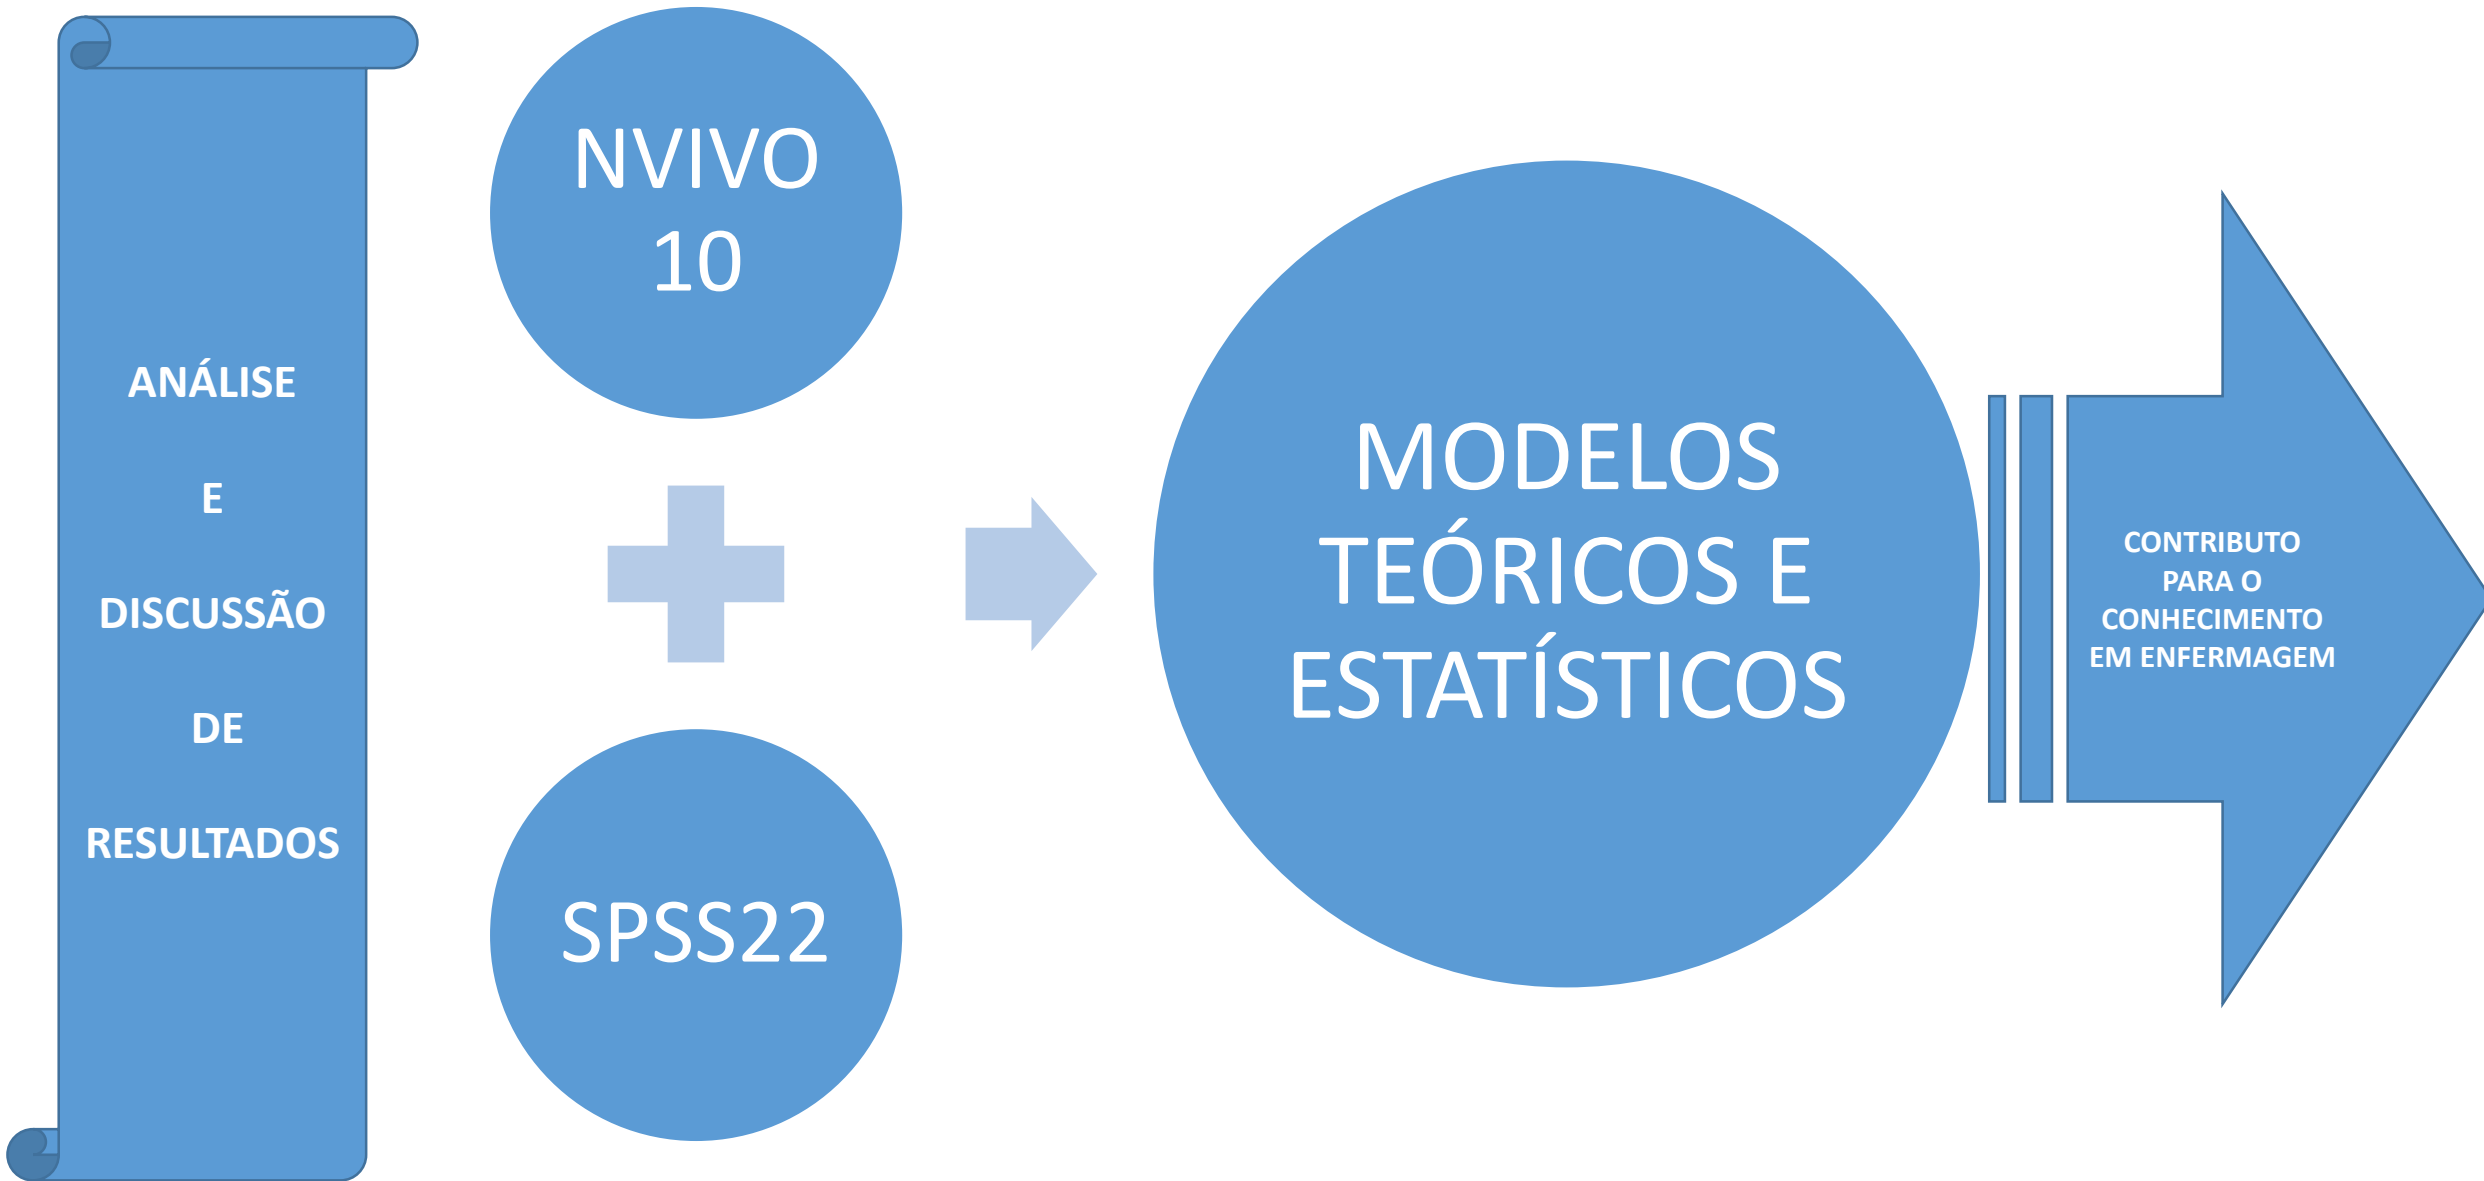 ANÁLISE
E
DISCUSSÃO
DE
RESULTADOS
NVIVO
10
SPSS22
MODELOS
TEÓRICOS E
ESTATÍSTICOS
CONTRIBUTO
PARA O
CONHECIMENTO
EM ENFERMAGEM